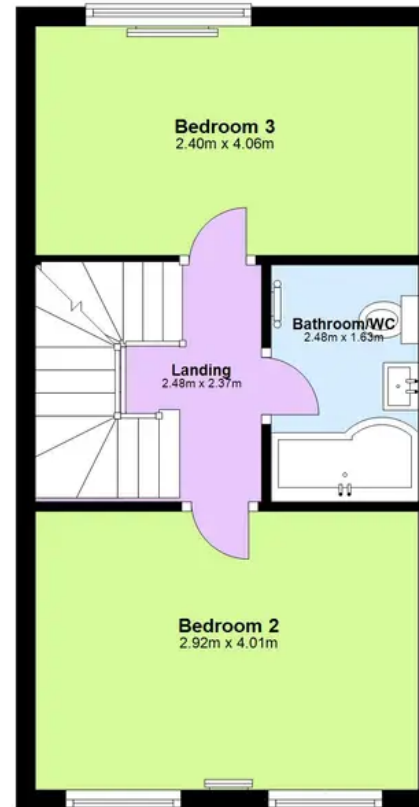 Bedroom 3
2.40m x 4.06m
Bathroom/WC
2.48m x 1.63m
Landing
2.48m x 2.37m
Bedroom 2
2.92m x 4.01m